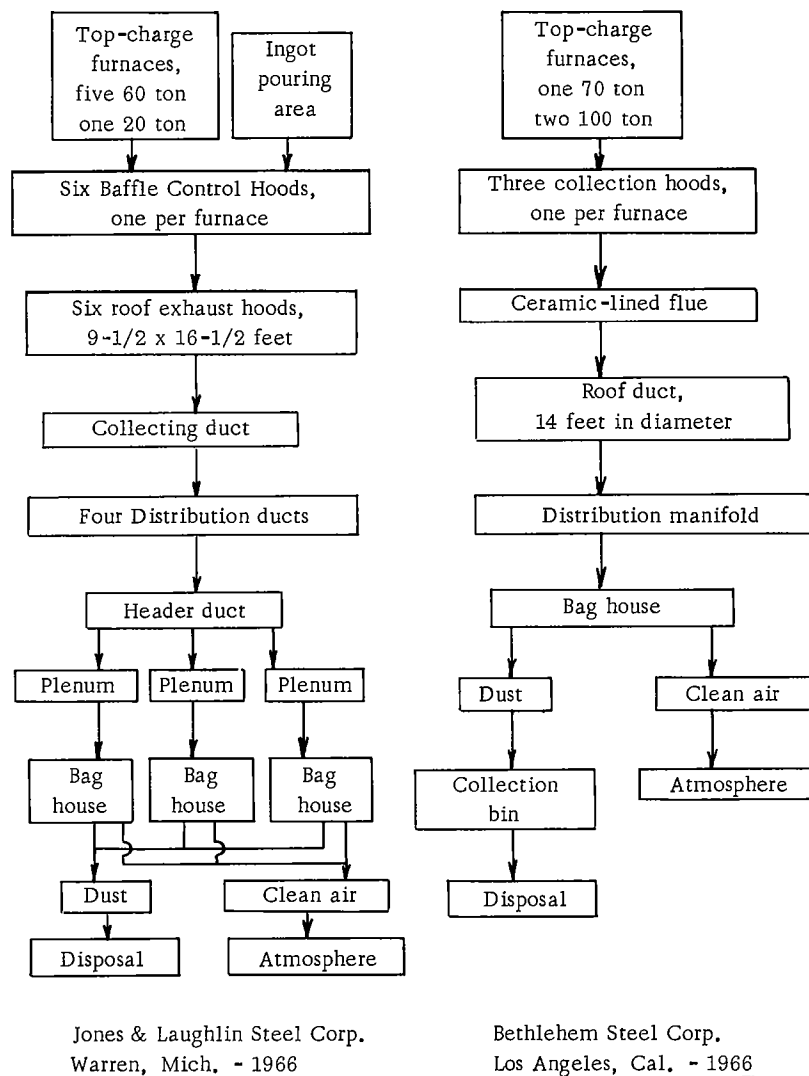 Top-charge
furnaces,
five 60 ton
one 20 ton
Ingot
pouring
area
Six Baffle Control Hoods,
one per furnace
Six roof exhaust hoods,
9-1/2 x 16-1/2 feet
Collecting duct
Four Distribution ducts
Header duct
Plenum
Plenum
Plenum
Bag
house
Bag
house
Bag
house
Dust
Clean air
Disposal
Atmosphere
Jones & Laughlin Steel Corp.
Warren, Mich. - 1966
Top-charge
furnaces,
one 70 ton
two 100 ton
Three collection hoods,
one per furnace
Ceramic-lined flue
Roof duct,
14 feet in diameter
Distribution manifold
Bag house
Dust
Clean air
Collection
bin
Atmosphere
Disposal
Bethlehem Steel Corp.
Los Angeles, Cal. - 1966